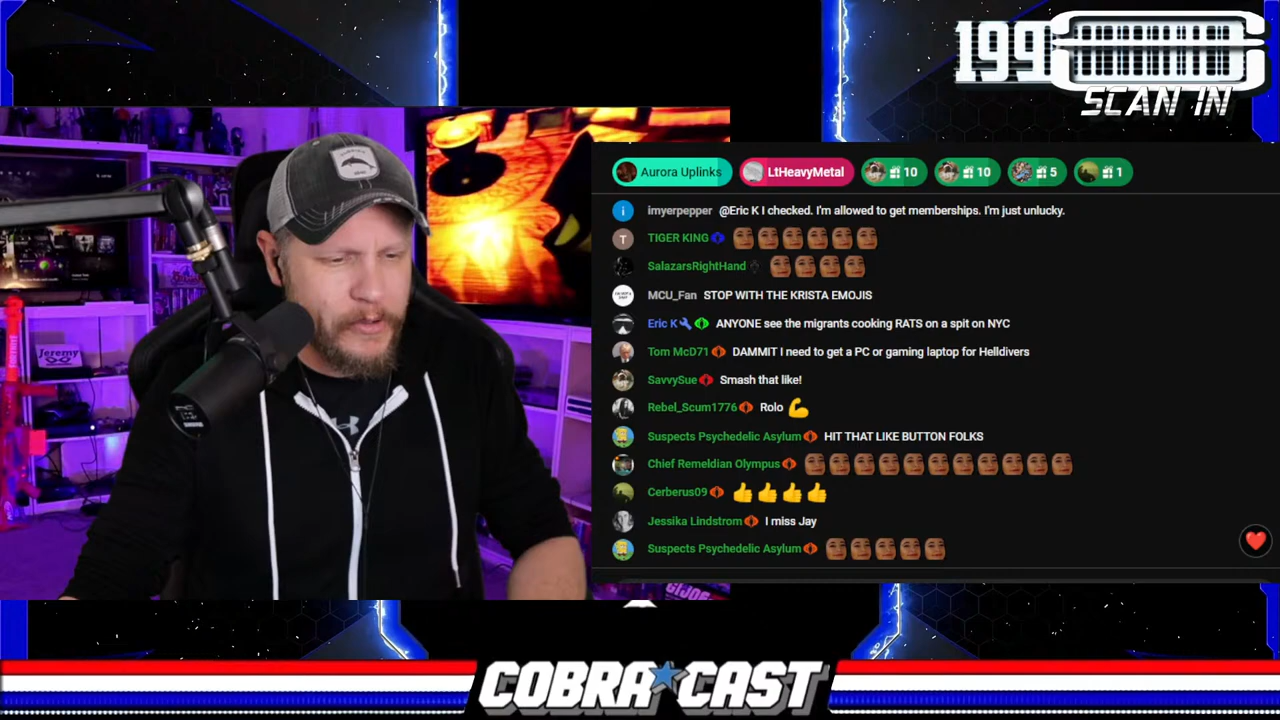 199
SCAN IN
Aurora Uplinks
LtHeavyMetal
10
10
5
1
imyerpepper @Eric K I checked. I'm allowed to get memberships. I'm just unlucky.
TIGER KING
SalazarsRightHand
MCU_Fan STOP WITH THE KRISTA EMOJIS
Eric K ANYONE see the migrants cooking RATS on a spit on NYC
Tom McD71 DAMMIT I need to get a PC or gaming laptop for Helldivers
SavvySue Smash that like!
Rebel_Scum1776 Rolo
Suspects Psychedelic Asylum HIT THAT LIKE BUTTON FOLKS
Chief Remeldian Olympus
Cerberus09
Jessika Lindstrom I miss Jay
Suspects Psychedelic Asylum
Jeremy
GIJOE
COBRA CAST